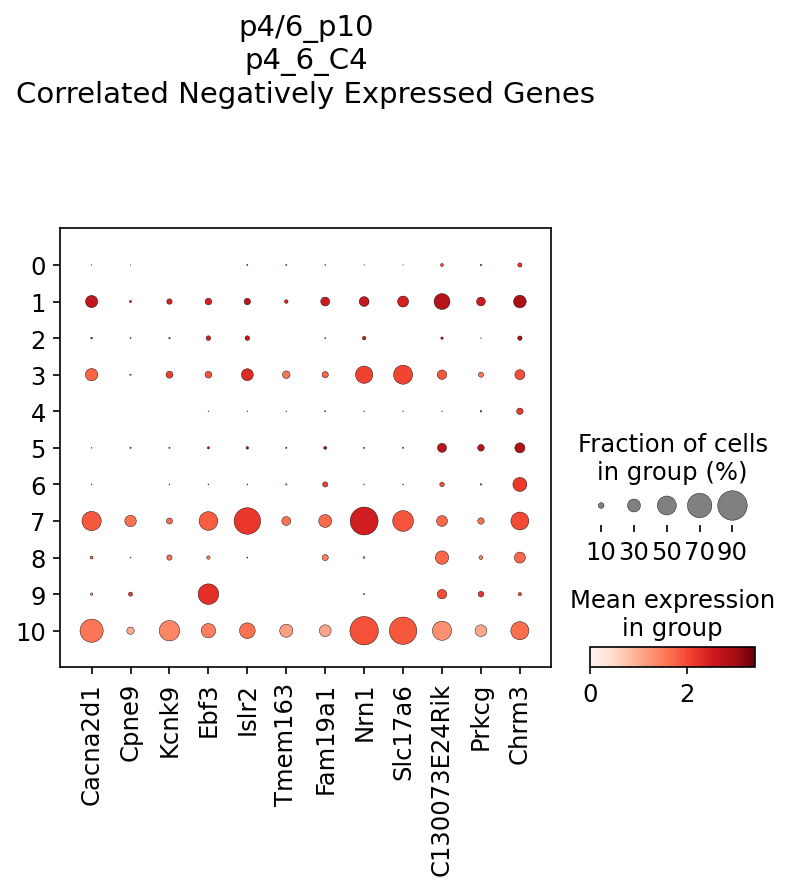 p4/6_p10
p4_6_C4
Correlated Negatively Expressed Genes
0
1
2
3
4
5
6
7
8
9
10
Cacna2d1
Cpne9
Kcnk9
Ebf3
Islr2
Tmem163
Fam19a1
Nrn1
Slc17a6
C130073E24Rik
Prkcg
Chrm3
Fraction of cells
in group (%)
10 30 50 70 90
Mean expression
in group
0 2